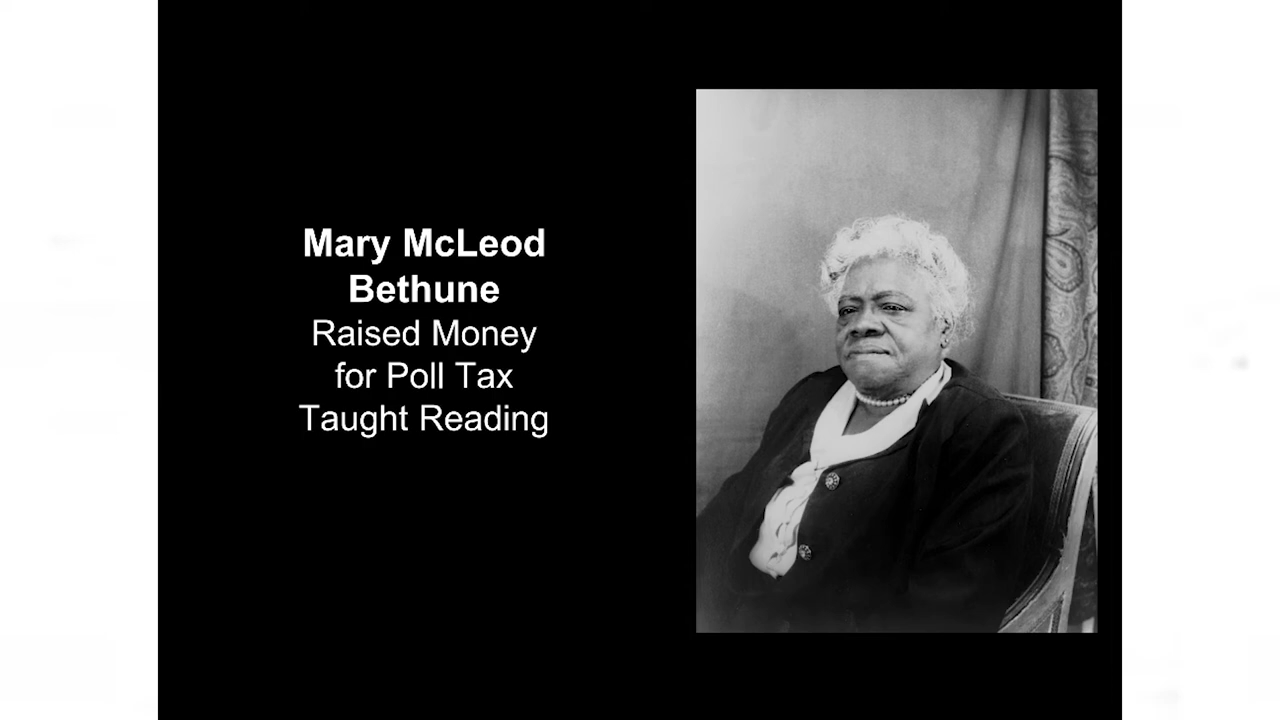 Mary McLeod
Bethune
Raised Money
for Poll Tax
Taught Reading